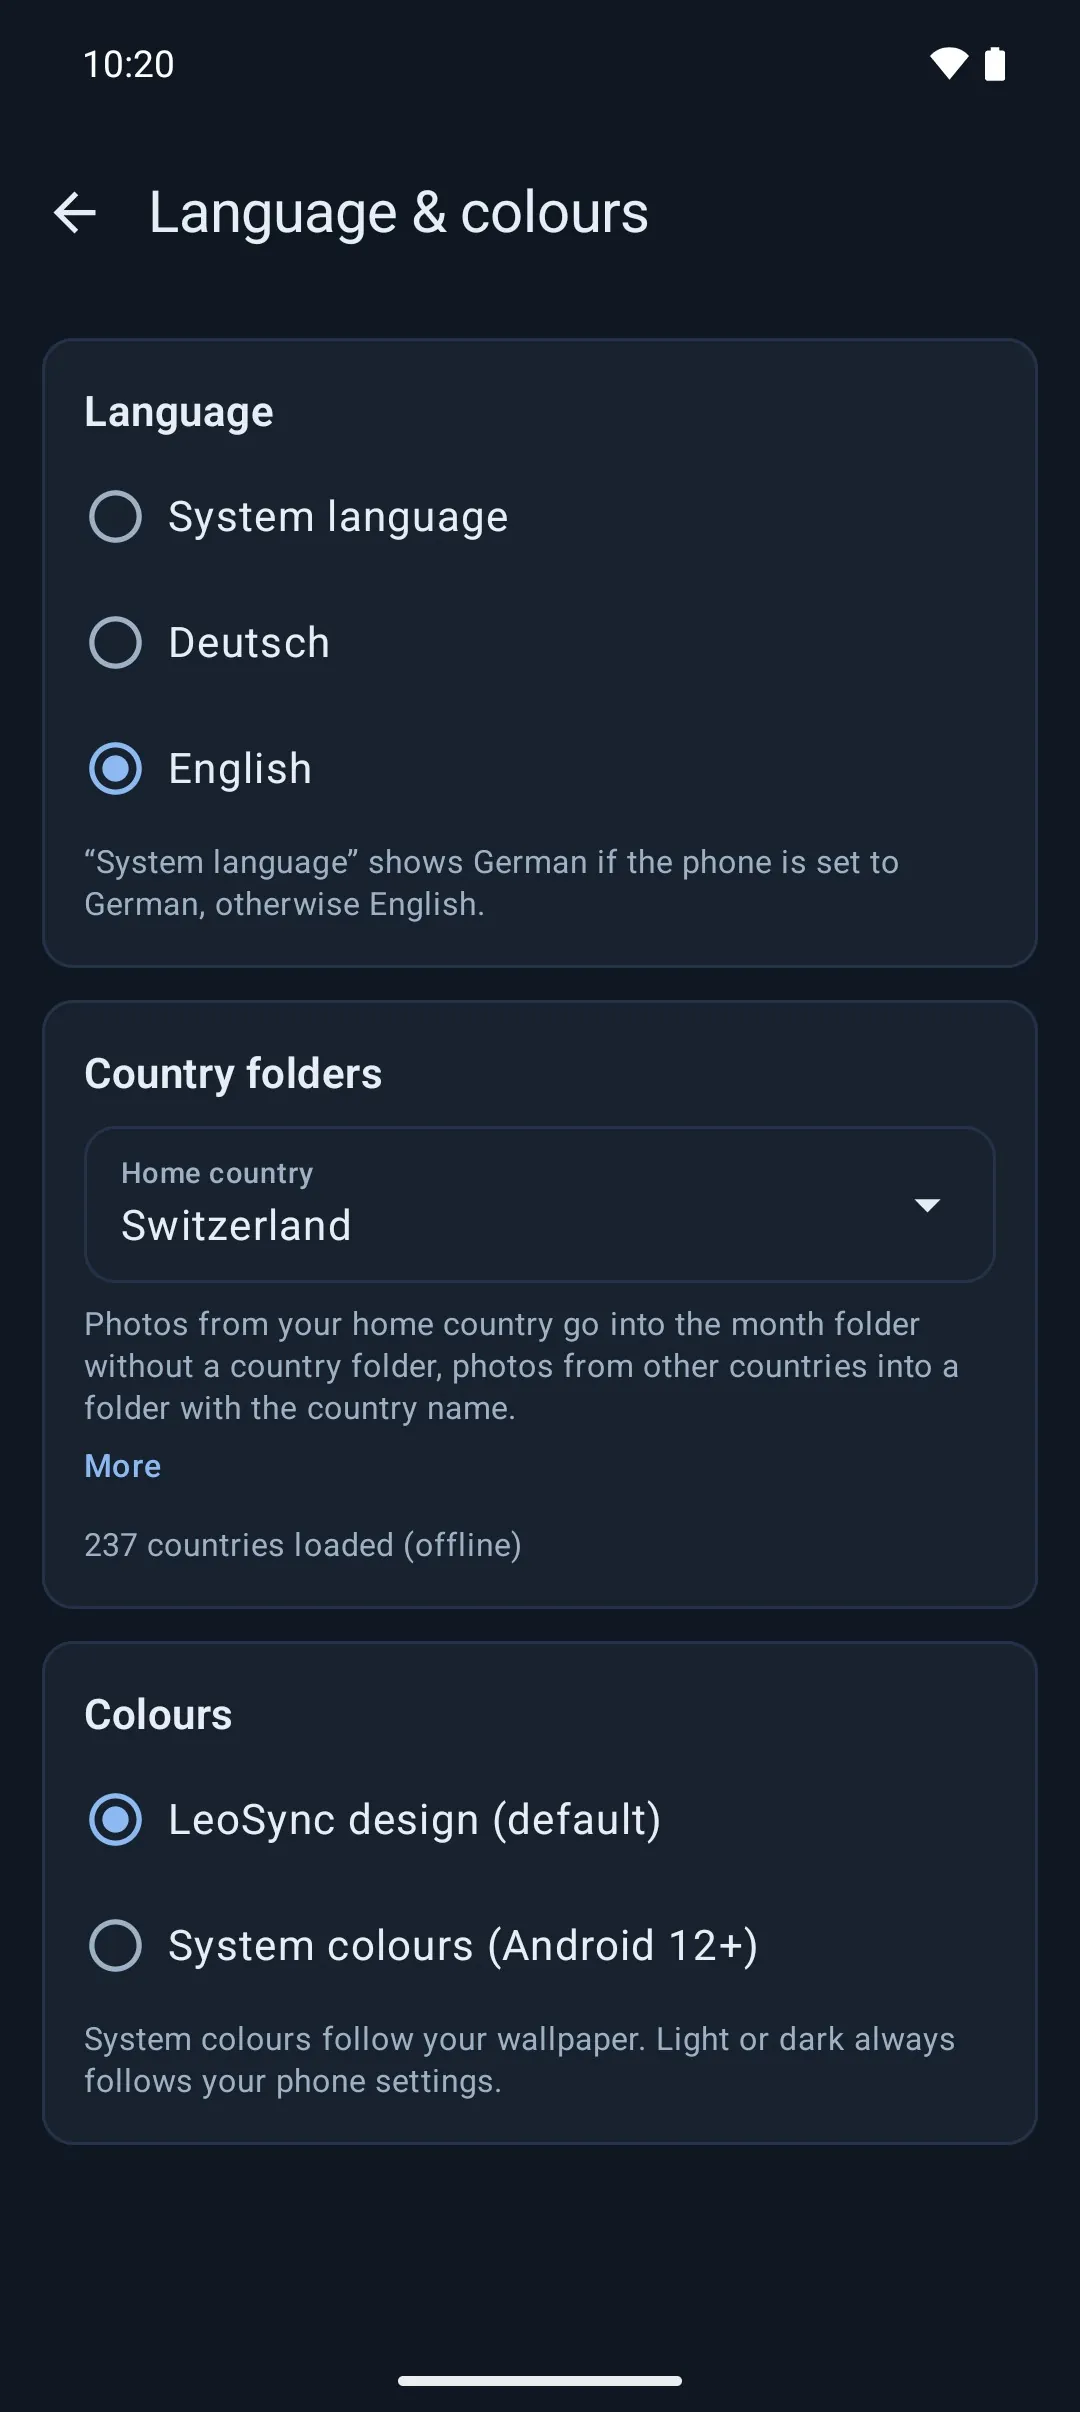 10:20
Language & colours
Language
System language
Deutsch
English
“System language” shows German if the phone is set to
German, otherwise English.
Country folders
Home country
Switzerland
Photos from your home country go into the month folder
without a country folder, photos from other countries into a
folder with the country name.
More
237 countries loaded (offline)
Colours
LeoSync design (default)
System colours (Android 12+)
System colours follow your wallpaper. Light or dark always
follows your phone settings.